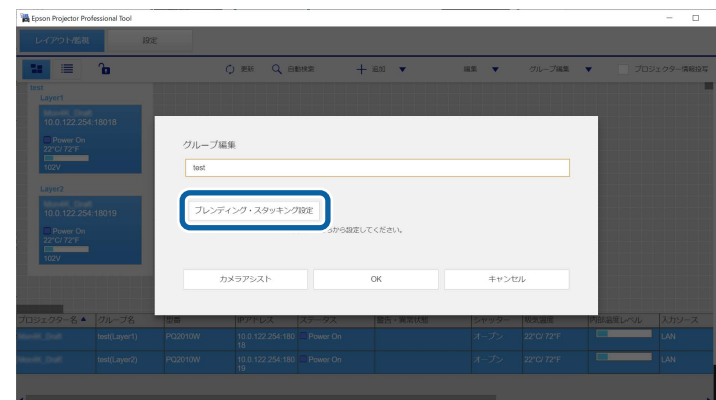 Epson Projector Professional Tool
レイアウト/監視
設定
更新
自動検索
追加
編集
グループ編集
プロジェクター情報投写
test
Layer1
10.0.122.254:18018
Power On
22°C/ 72°F
102V
Layer2
10.0.122.254:18019
Power On
22°C/ 72°F
102V
グループ編集
test
ブレンディング・スタッキング設定
から設定してください。
カメラアシスト
OK
キャンセル
プロジェクター名
グループ名
型番
IPアドレス
ステータス
警告・異常状態
シャッター
吸気温度
内部温度レベル
入力ソース
test(Layer1)
PQ2010W
10.0.122.254:180
18
Power On
オープン
22°C/ 72°F
LAN
test(Layer2)
PQ2010W
10.0.122.254:180
19
Power On
オープン
22°C/ 72°F
LAN